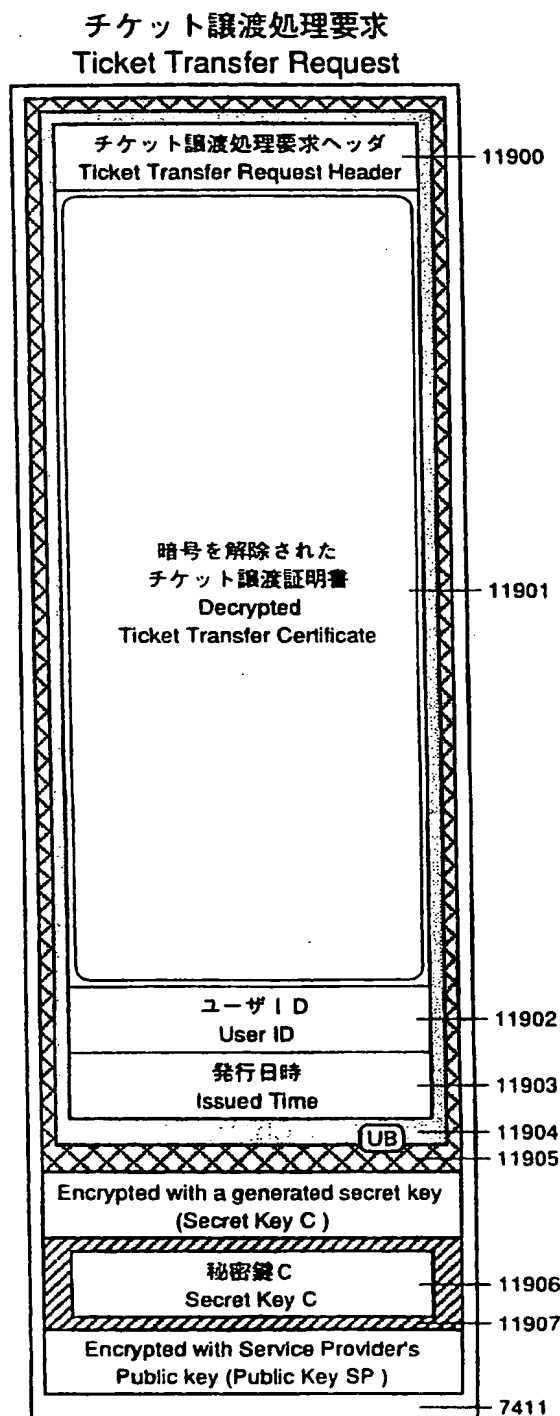 チケット譲渡処理要求
Ticket Transfer Request
チケット譲渡処理要求ヘッダ
Ticket Transfer Request Header
11900
暗号を解除された
チケット譲渡証明書
Decrypted
Ticket Transfer Certificate
11901
ユーザID
User ID
11902
発行日時
Issued Time
11903
11904
UB
11905
Encrypted with a generated secret key
(Secret Key C )
秘密鍵C
Secret Key C
11906
11907
Encrypted with Service Provider's
Public key (Public Key SP )
7411